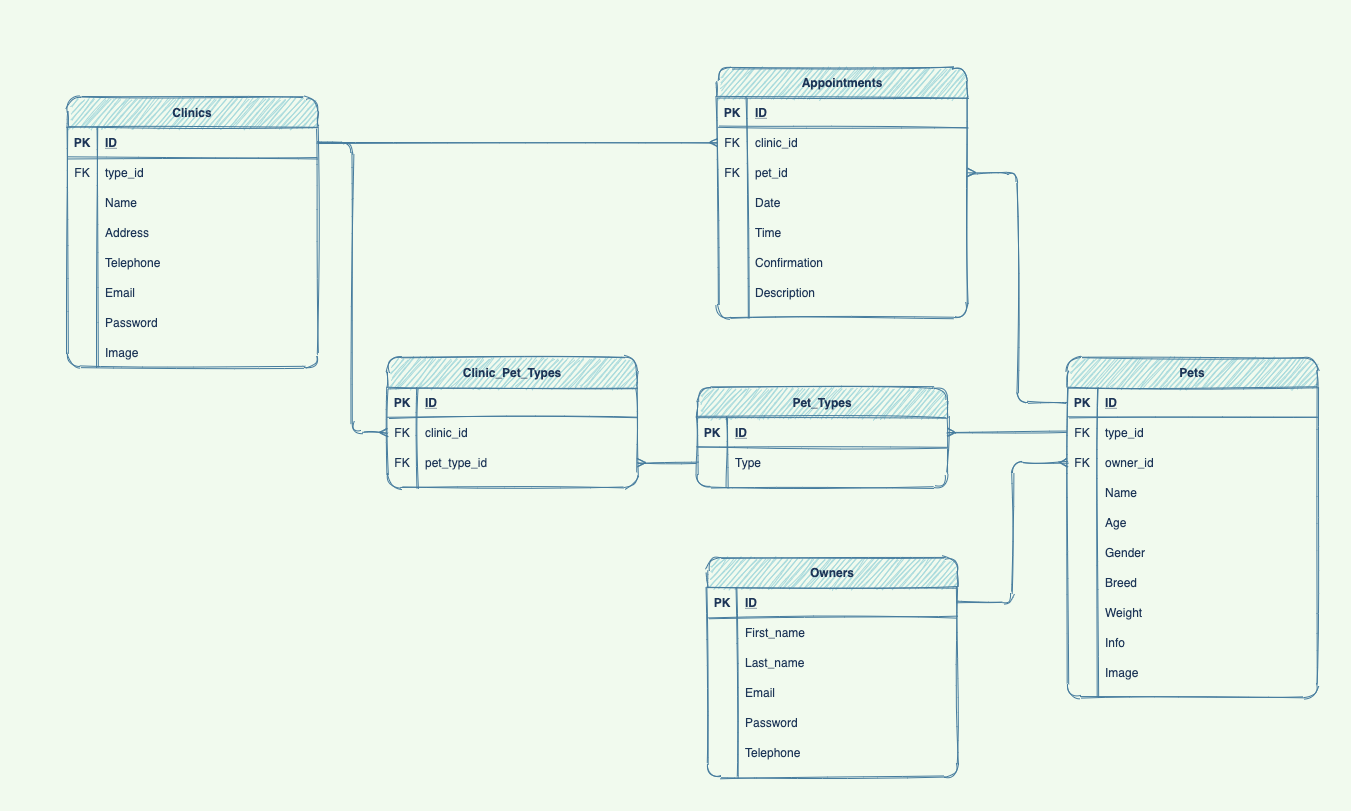 Clinics
PK ID
FK type_id
Name
Address
Telephone
Email
Password
Image
Appointments
PK ID
FK clinic_id
FK pet_id
Date
Time
Confirmation
Description
Clinic_Pet_Types
PK ID
FK clinic_id
FK pet_type_id
Pet_Types
PK ID
Type
Pets
PK ID
FK type_id
FK owner_id
Name
Age
Gender
Breed
Weight
Info
Image
Owners
PK ID
First_name
Last_name
Email
Password
Telephone